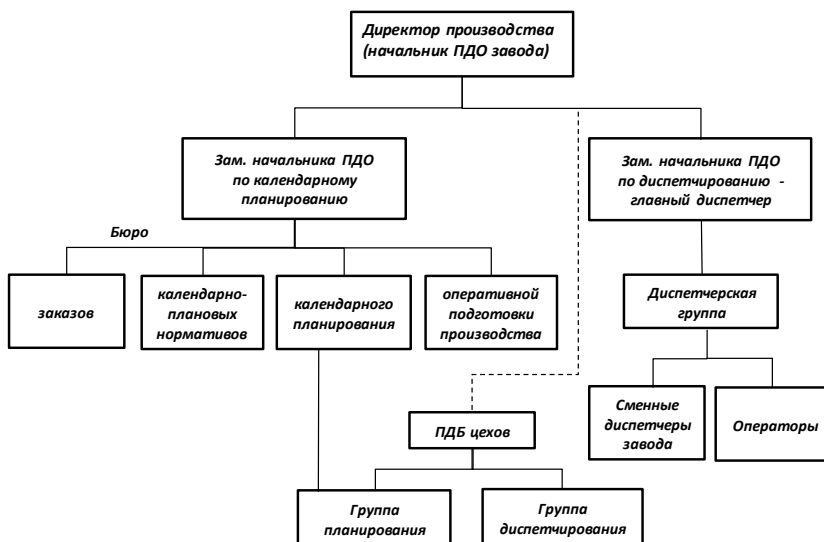 Директор производства
(начальник ПДО завода)
Зам. начальника ПДО
по календарному
планированию
Зам. начальника ПДО
по диспетчированию -
главный диспетчер
Бюро
заказов
календарно-
плановых
нормативов
календарного
планирования
оперативной
подготовки
производства
Диспетчерская
группа
Сменные
диспетчеры
завода
Операторы
ПДБ цехов
Группа
планирования
Группа
диспетчирования